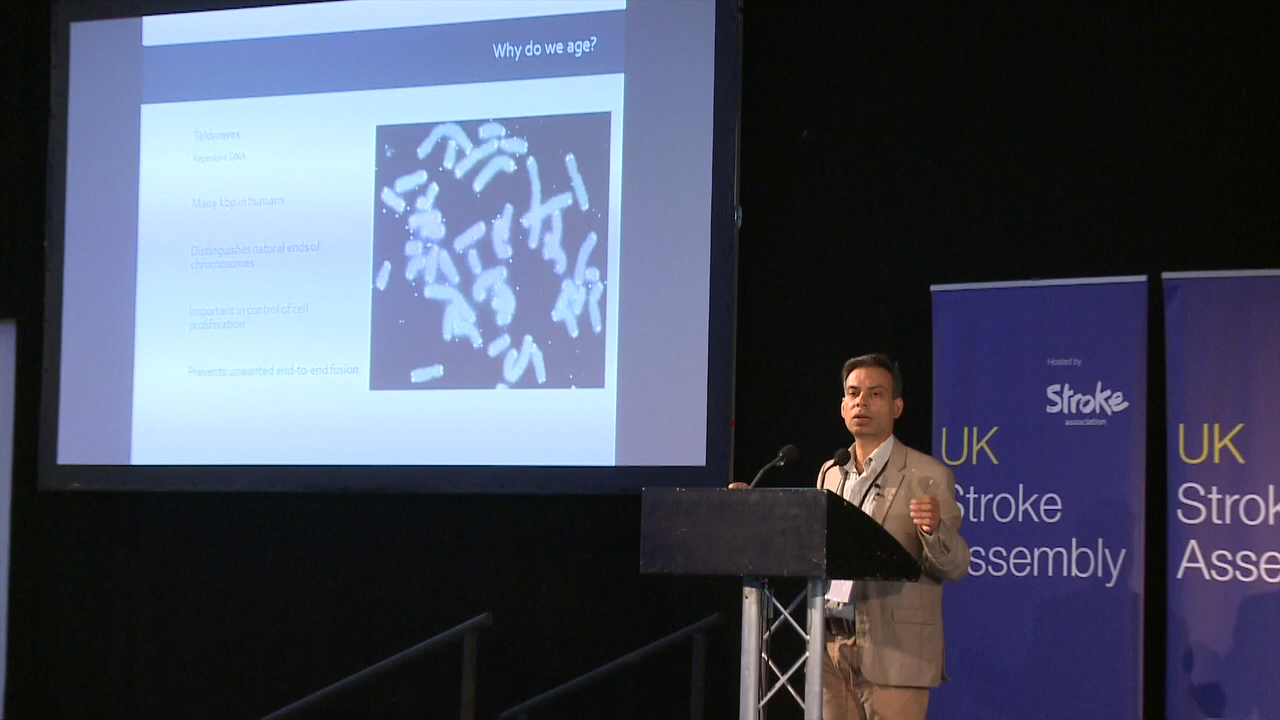 Why do we age?
Telomeres
Repetitive DNA
Many kbp in humans
Distinguishes natural ends of
chromosomes
Important in control of cell
proliferation
Prevents unwanted end-to-end fusion
Hosted by
Stroke
association
UK
Stroke
Assembly
UK
Strok
Asse